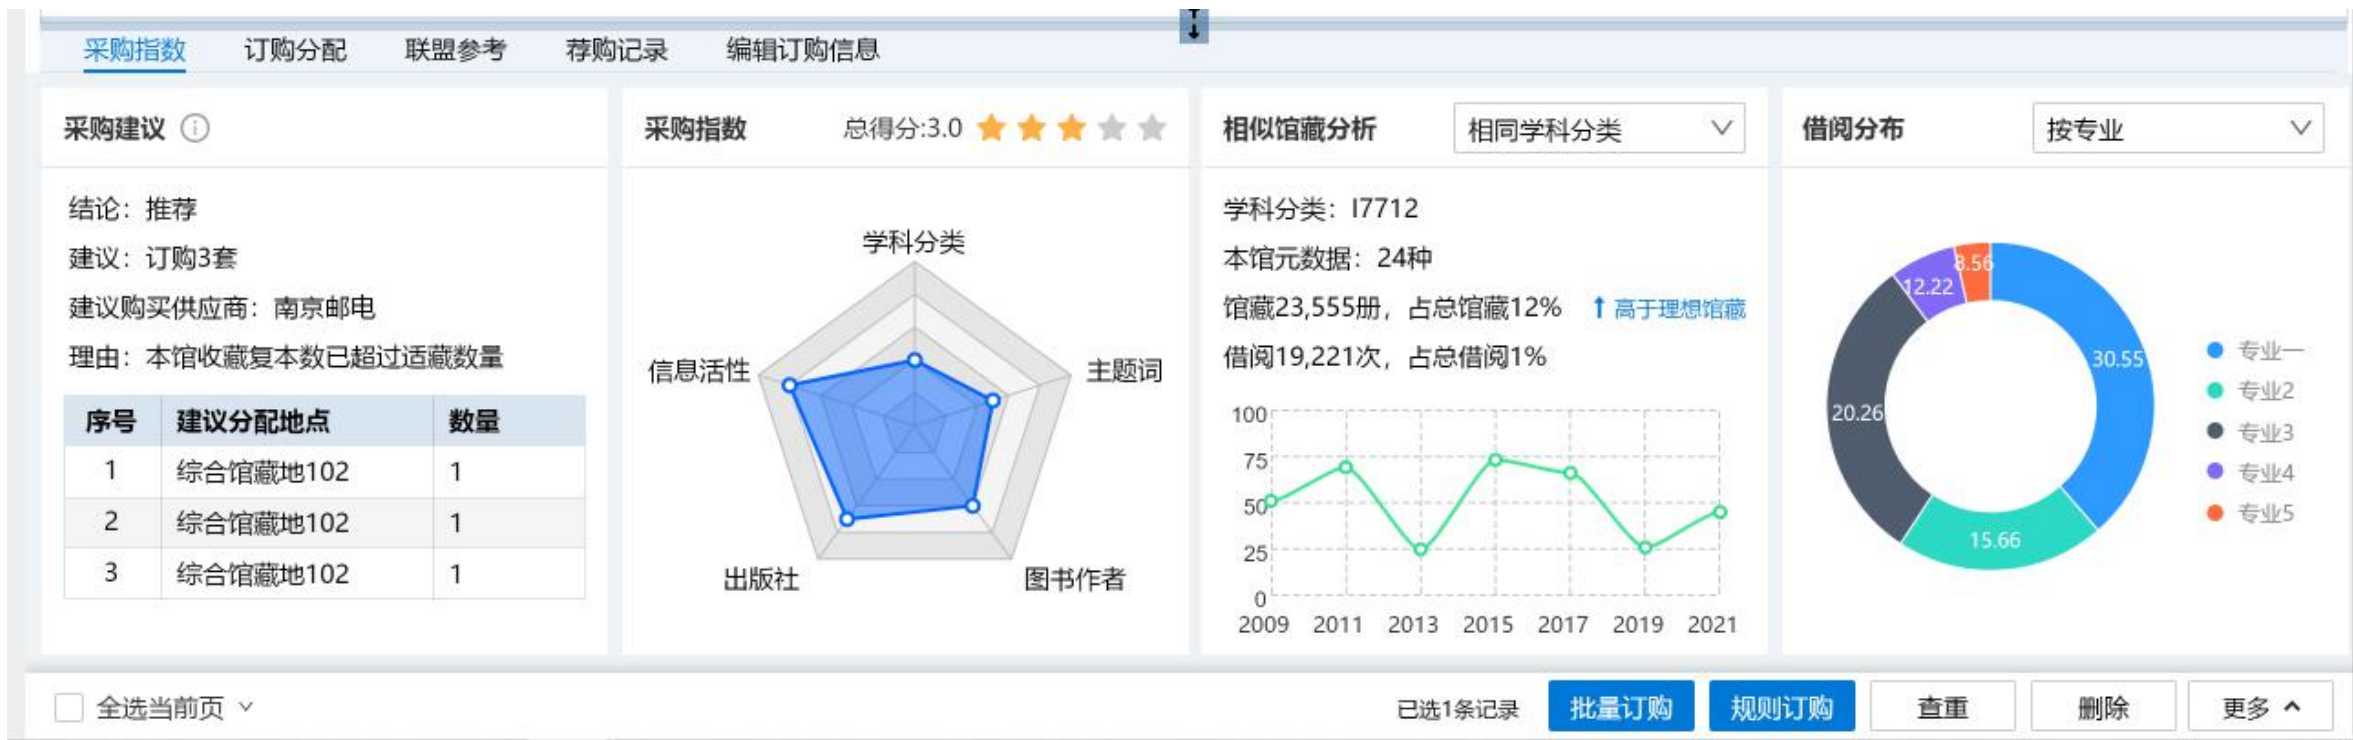 采购指数 订购分配 联盟参考 荐购记录 编辑订购信息
采购建议
结论：推荐
建议：订购3套
建议购买供应商：南京邮电
理由：本馆收藏复本数已超过适藏数量
序号 建议分配地点 数量
1 综合馆藏地102 1
2 综合馆藏地102 1
3 综合馆藏地102 1
采购指数 总得分:3.0
学科分类
信息活性
主题词
出版社
图书作者
相似馆藏分析 相同学科分类
学科分类：I7712
本馆元数据：24种
馆藏23,555册，占总馆藏12% 高于理想馆藏
借阅19,221次，占总借阅1%
100
75
50
25
0
2009 2011 2013 2015 2017 2019 2021
借阅分布 按专业
8.56
12.22
30.55
20.26
15.66
专业一
专业2
专业3
专业4
专业5
全选当前页 已选1条记录 批量订购 规则订购 查重 删除 更多